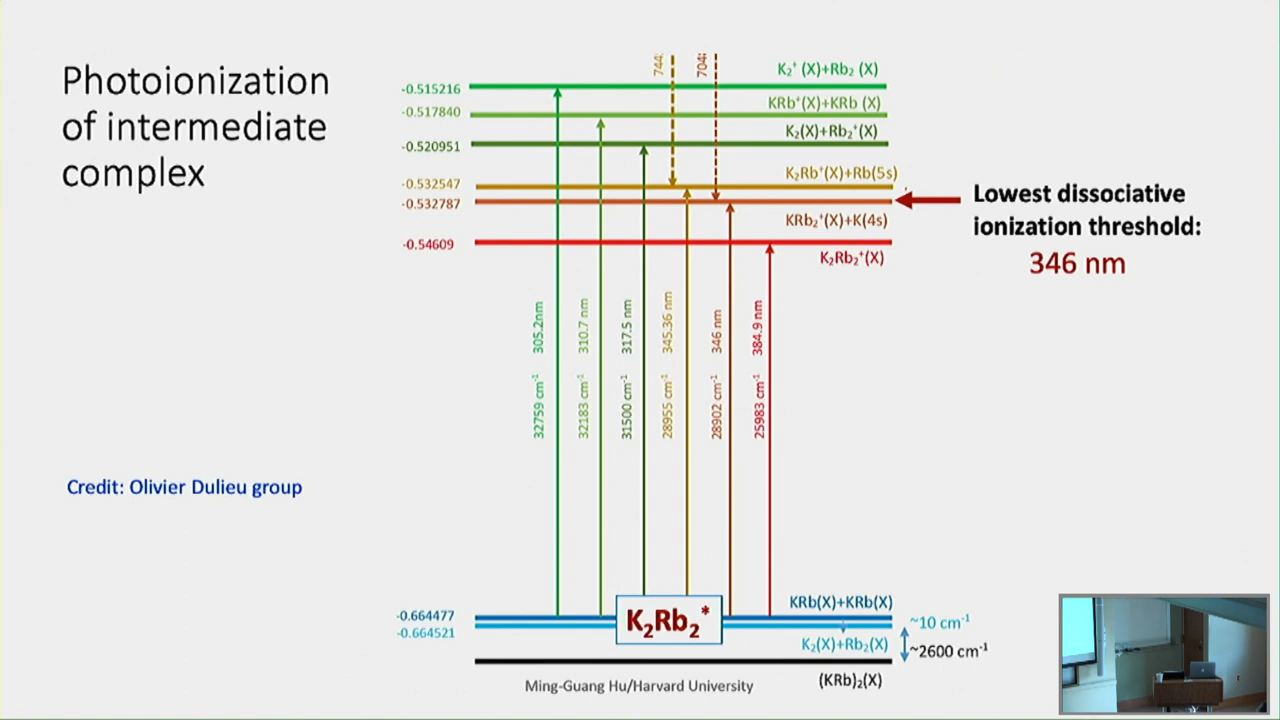 Photoionization
of intermediate
complex
744
704
-0.515216
K₂⁺ (X)+Rb₂ (X)
-0.517840
KRb⁺(X)+KRb (X)
-0.520951
K₂(X)+Rb₂⁺(X)
-0.532547
K₂Rb⁺(X)+Rb(5s)
-0.532787
KRb₂⁺(X)+K(4s)
-0.54609
K₂Rb₂⁺(X)
Lowest dissociative
ionization threshold:
346 nm
32759 cm⁻¹ 305.2nm
32183 cm⁻¹ 310.7 nm
31500 cm⁻¹ 317.5 nm
28955 cm⁻¹ 345.36 nm
28902 cm⁻¹ 346 nm
25983 cm⁻¹ 384.9 nm
Credit: Olivier Dulieu group
-0.664477
KRb(X)+KRb(X)
-0.664521
K₂Rb₂*
K₂(X)+Rb₂(X)
~10 cm⁻¹
~2600 cm⁻¹
(KRb)₂(X)
Ming-Guang Hu/Harvard University